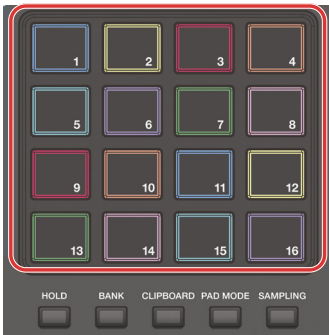 1 2 3 4
5 6 7 8
9 10 11 12
13 14 15 16
HOLD BANK CLIPBOARD PAD MODE SAMPLING